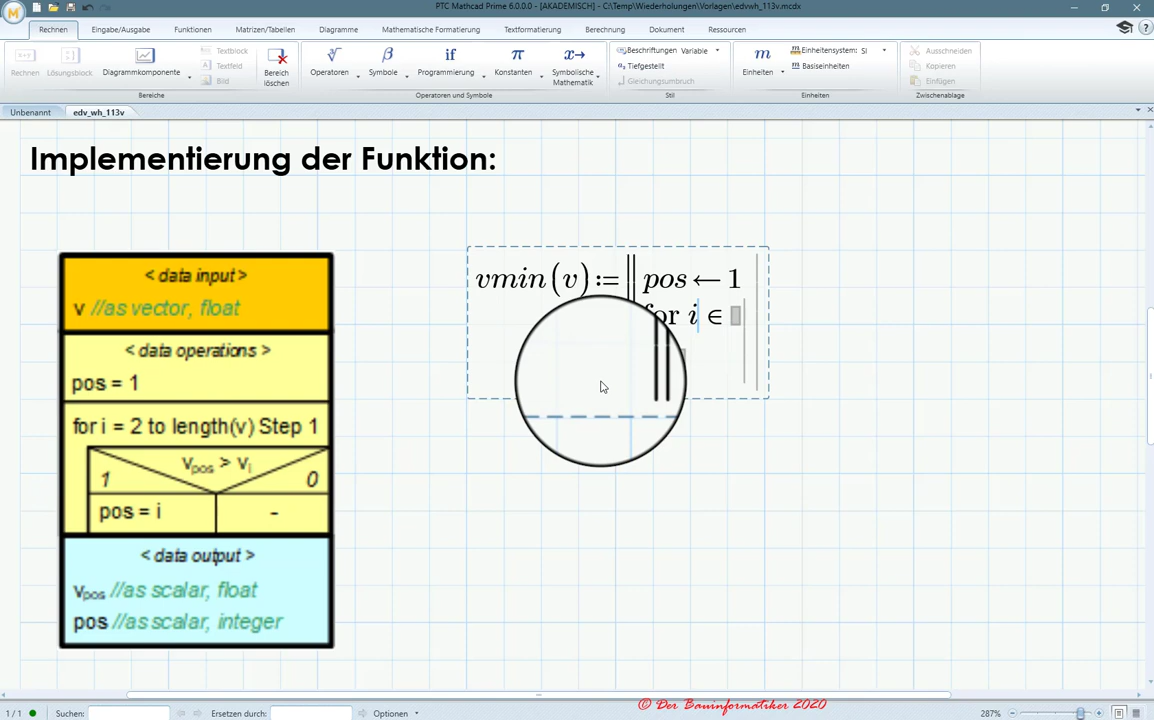 PTC Mathcad Prime 6.0.0.0 - [AKADEMISCH] - C:\Temp\Wiederholungen\Vorlagen\edvwh_113v.mcdx
Rechnen Eingabe/Ausgabe Funktionen Matrizen/Tabellen Diagramme Mathematische Formatierung Textformatierung Berechnung Dokument Ressourcen
Rechnen Lösungsblock Diagrammkomponente Textblock Textfeld Bild Bereich löschen
Operatoren Symbole Programmierung Konstanten Symbolische Mathematik
Beschriftungen Variable
Tiefgestellt
Gleichungsumbruch
Einheiten Einheitensystem: SI
Basiseinheiten
Ausschneiden
Kopieren
Einfügen
Bereiche Operatoren und Symbole Stil Einheiten Zwischenablage
Unbenannt edv_wh_113v
Implementierung der Funktion:
< data input >
v //as vector, float
< data operations >
pos = 1
for i = 2 to length(v) Step 1
vpos > vi
1 0
pos = i -
< data output >
vpos //as scalar, float
pos //as scalar, integer
vmin(v):=‖ pos ← 1
for i ∈
1 / 1 Suchen: Ersetzen durch: Optionen 287%
© Der Bauinformatiker 2020